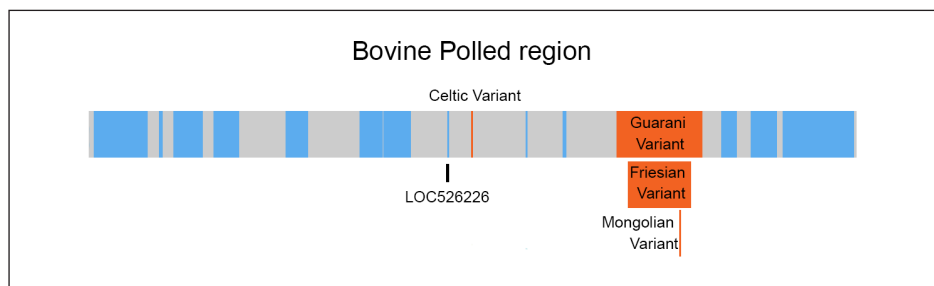 Bovine Polled region
Celtic Variant
Guarani
Variant
LOC526226
Friesian
Variant
Mongolian
Variant